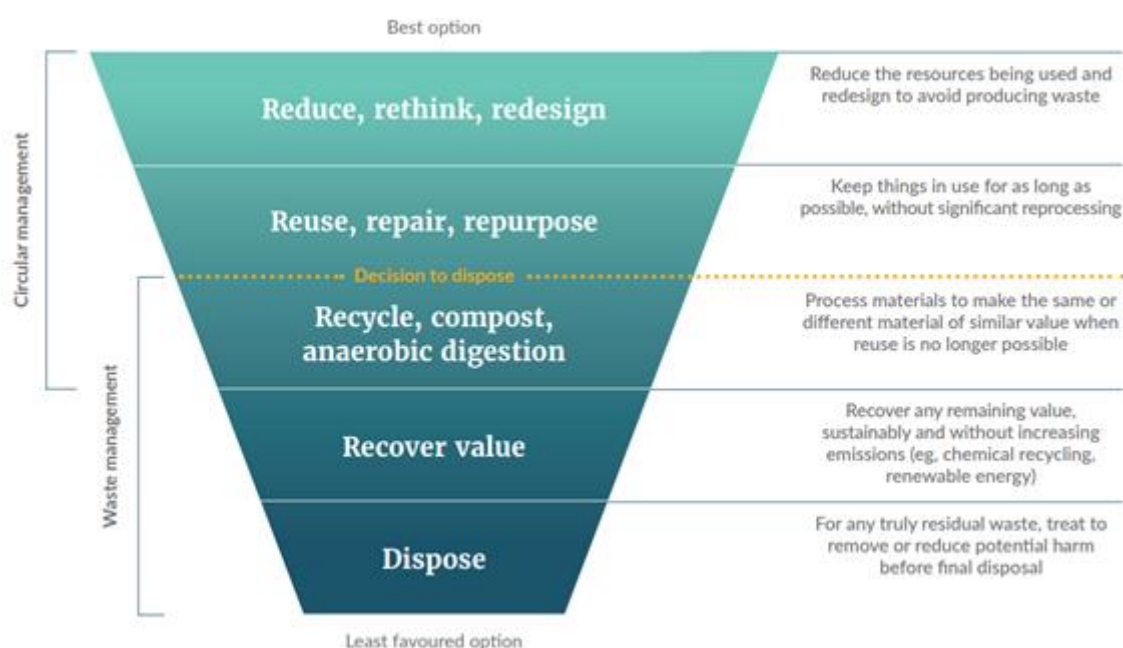 Best option
Reduce, rethink, redesign
Reduce the resources being used and
redesign to avoid producing waste
Circular management
Reuse, repair, repurpose
Keep things in use for as long as
possible, without significant reprocessing
Decision to dispose
Waste management
Recycle, compost,
anaerobic digestion
Process materials to make the same or
different material of similar value when
reuse is no longer possible
Recover value
Recover any remaining value,
sustainably and without increasing
emissions (eg, chemical recycling,
renewable energy)
Dispose
For any truly residual waste, treat to
remove or reduce potential harm
before final disposal
Least favoured option